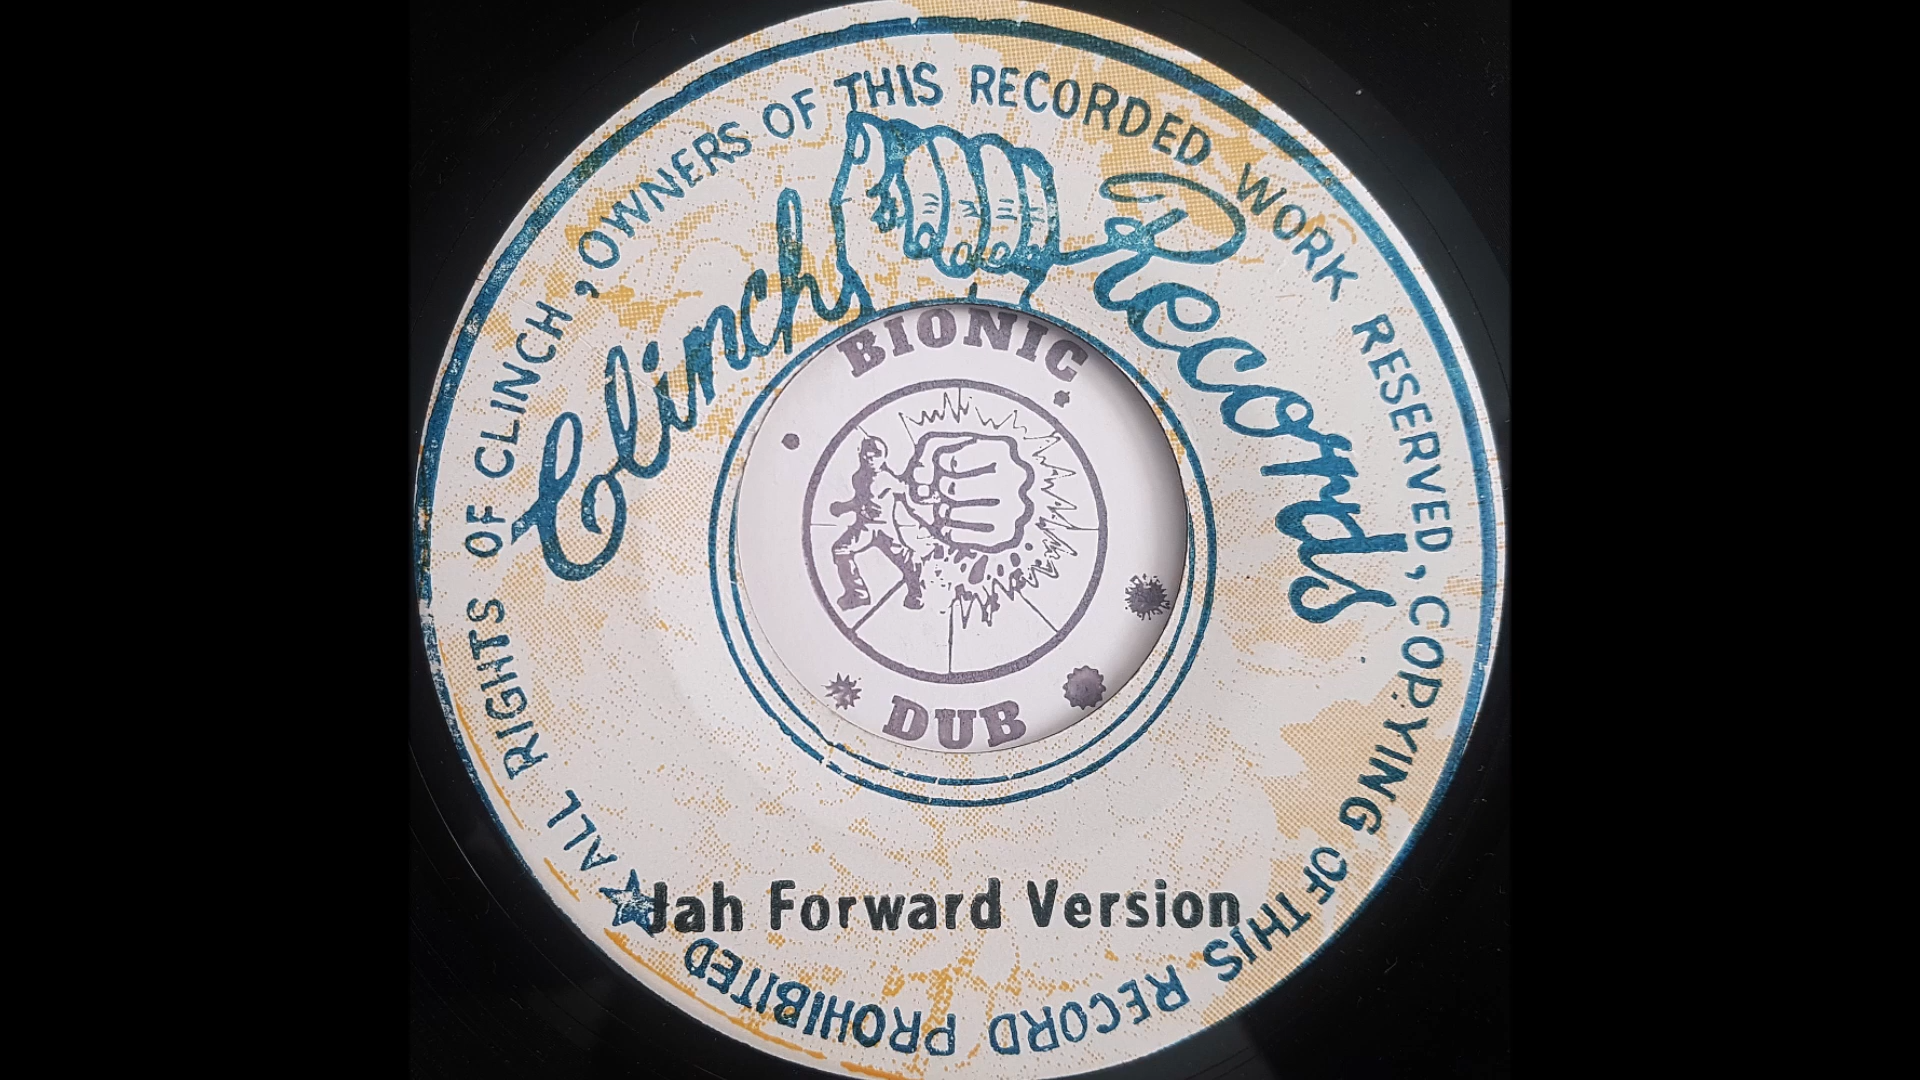 ALL RIGHTS OF CLINCH, OWNERS OF THIS RECORDED WORK RESERVED, COPYING OF THIS RECORD PROHIBITED
Clinch Records
BIONIC
DUB
Jah Forward Version